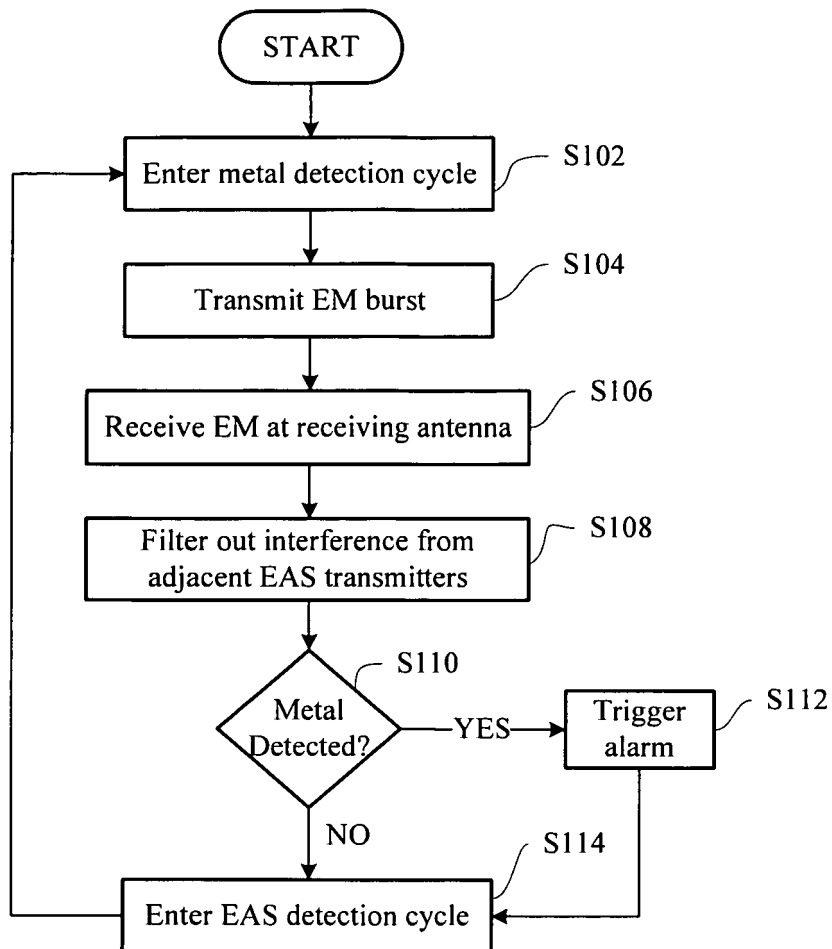 START
Enter metal detection cycle
S102
Transmit EM burst
S104
Receive EM at receiving antenna
S106
Filter out interference from
adjacent EAS transmitters
S108
Metal
Detected?
S110
YES
Trigger
alarm
S112
NO
Enter EAS detection cycle
S114